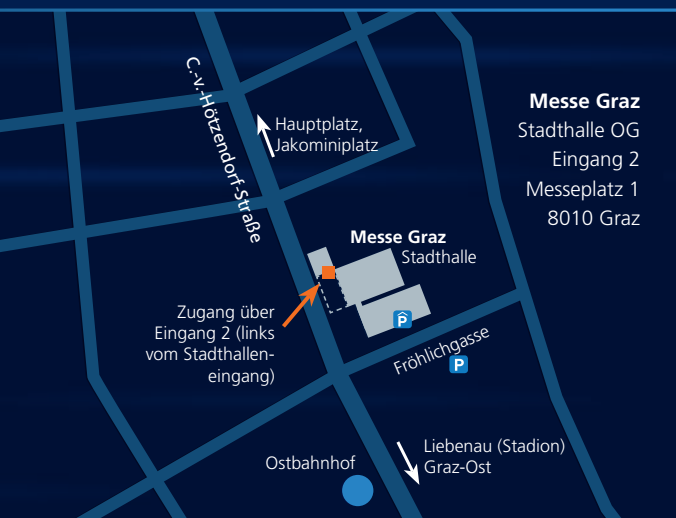 C.-v.-Hötzendorf-Straße
Hauptplatz,
Jakominiplatz
Messe Graz
Stadthalle OG
Eingang 2
Messeplatz 1
8010 Graz
Messe Graz
Stadthalle
Zugang über
Eingang 2 (links
vom Stadthallen-
eingang)
P
Fröhlichgasse
P
Liebenau (Stadion)
Graz-Ost
Ostbahnhof